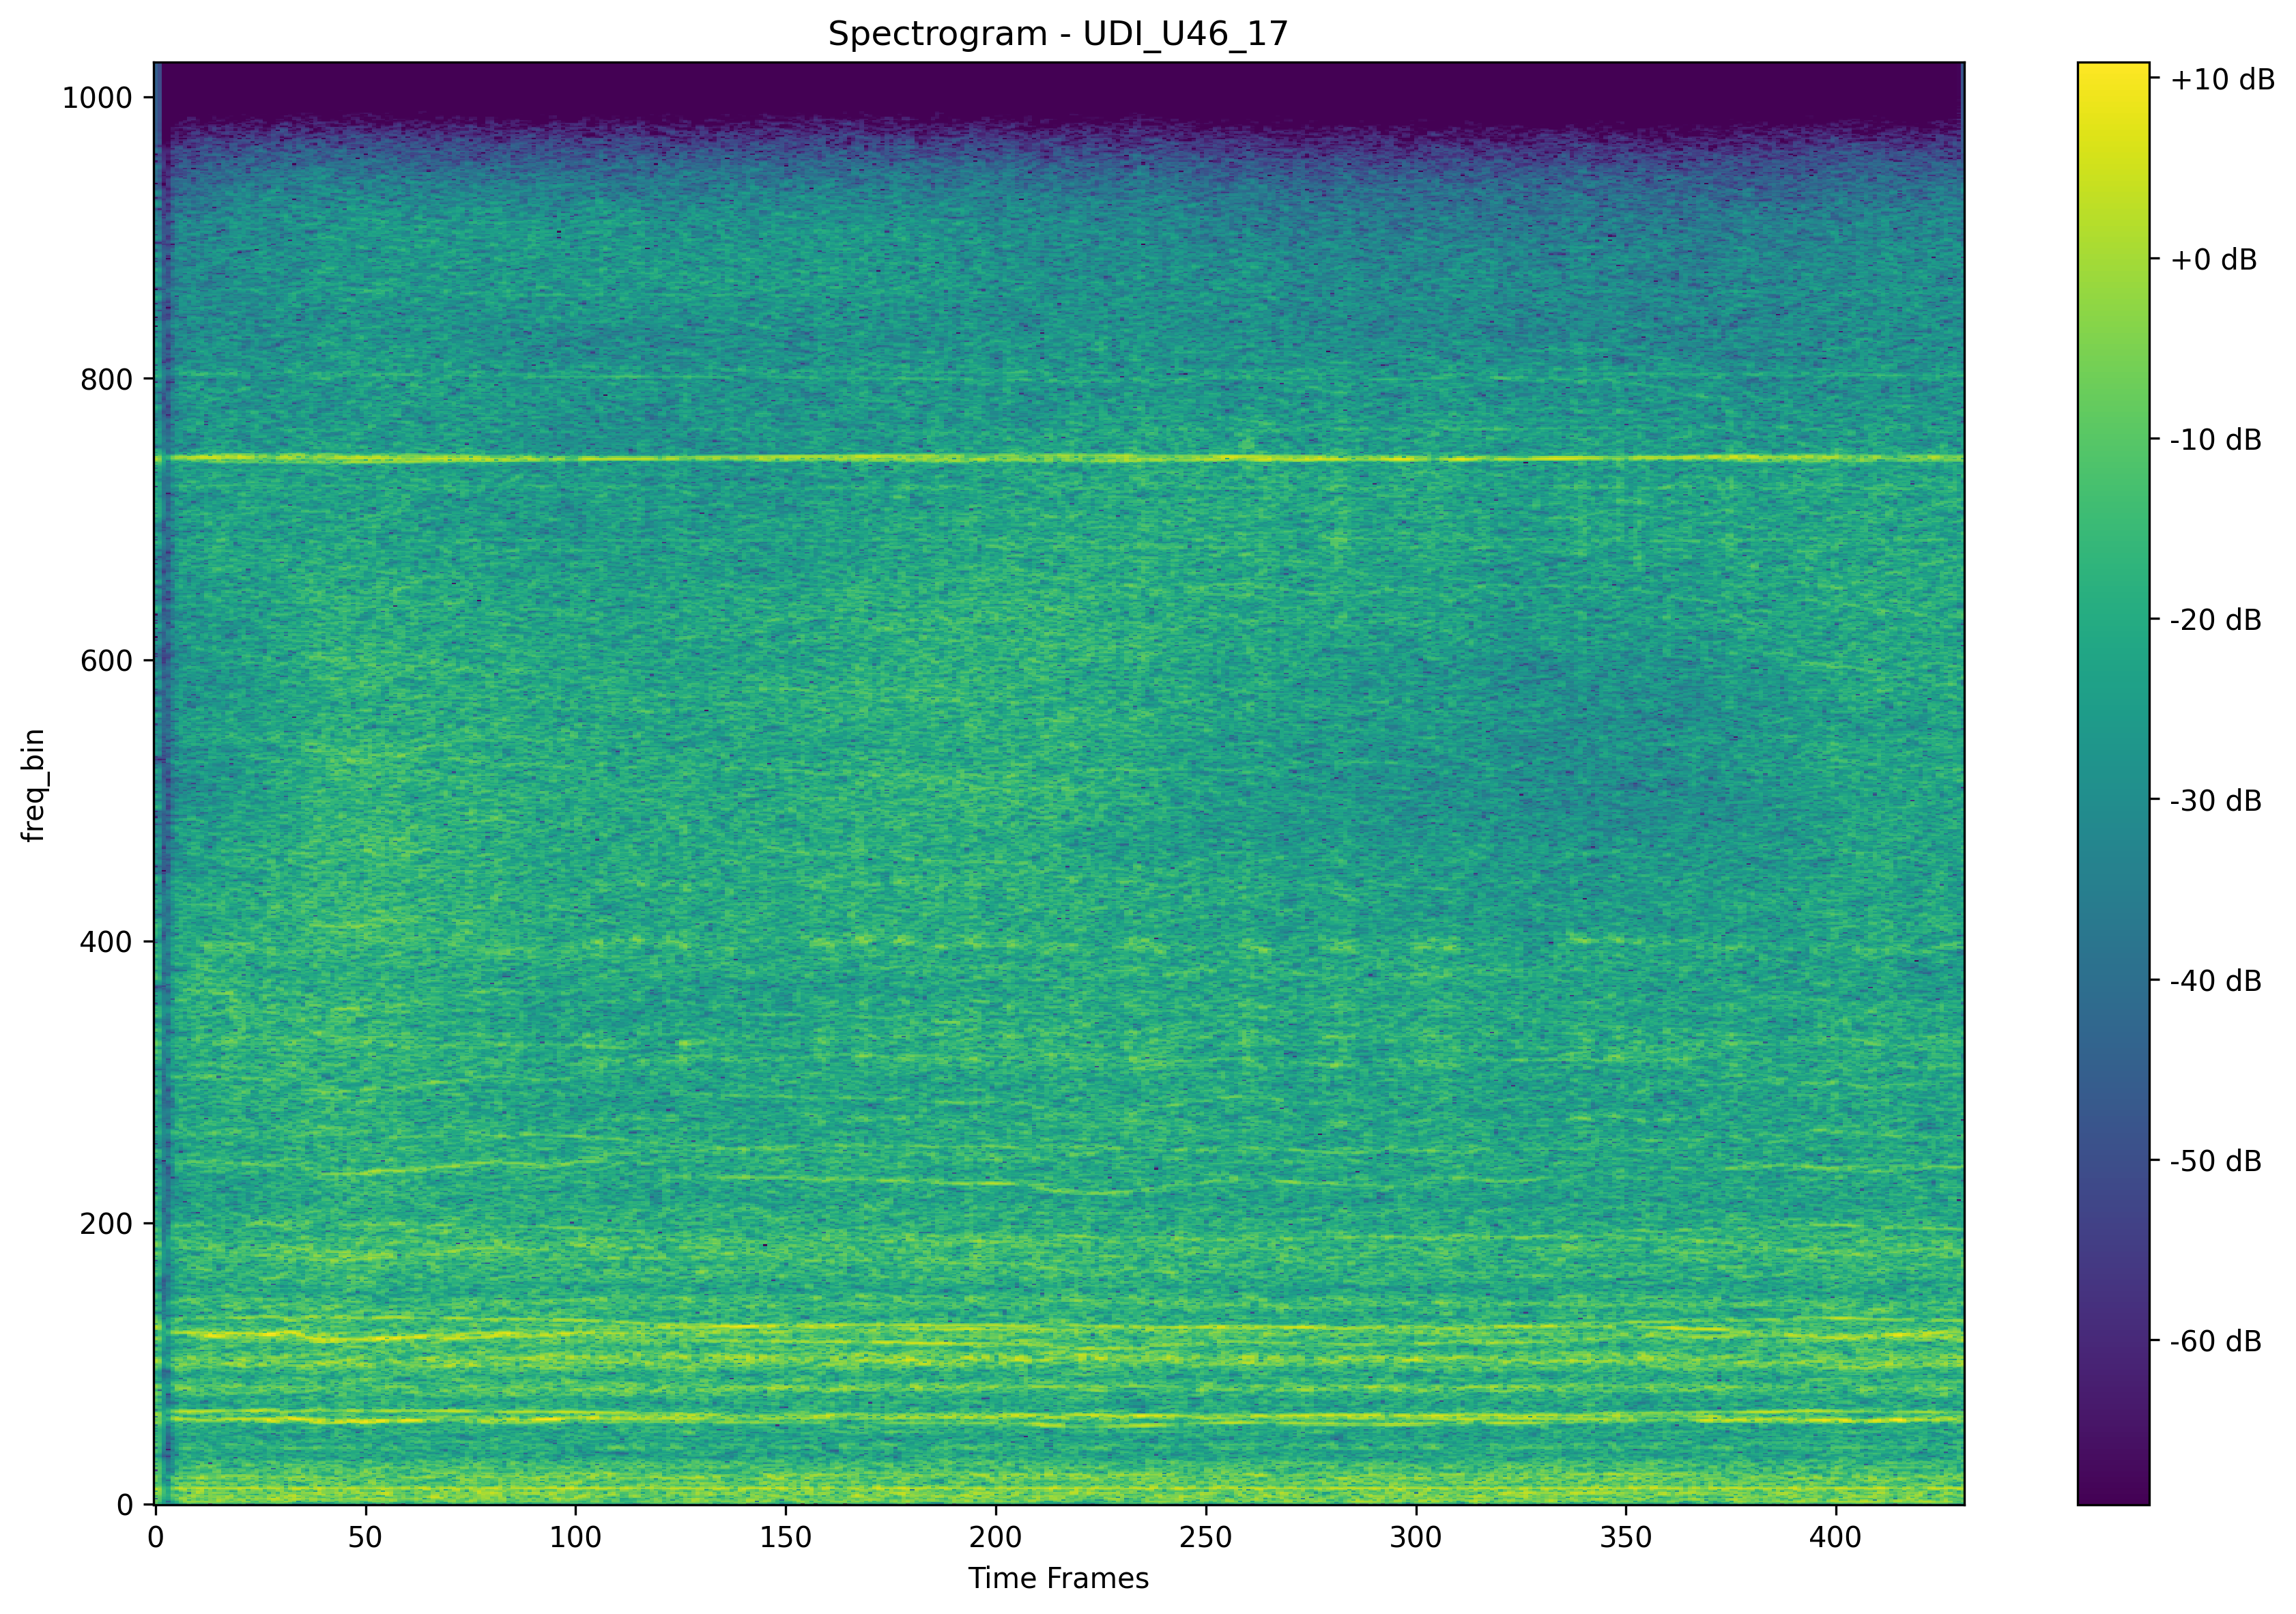 Spectrogram - UDI_U46_17
1000
800
600
400
200
0
freq_bin
0 50 100 150 200 250 300 350 400
Time Frames
+10 dB
+0 dB
-10 dB
-20 dB
-30 dB
-40 dB
-50 dB
-60 dB